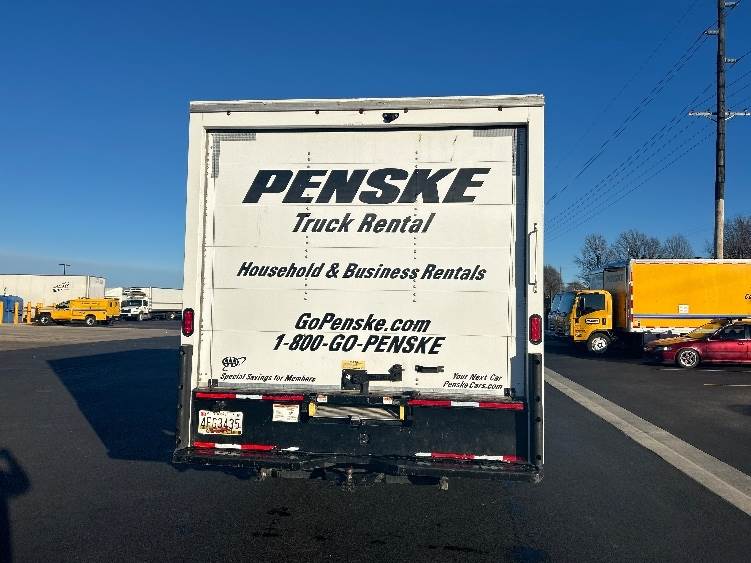 PENSKE
Truck Rental
Household & Business Rentals
GoPenske.com
1-800-GO-PENSKE
AAA
Special Savings for Members
Your Next Car
PenskeCars.com